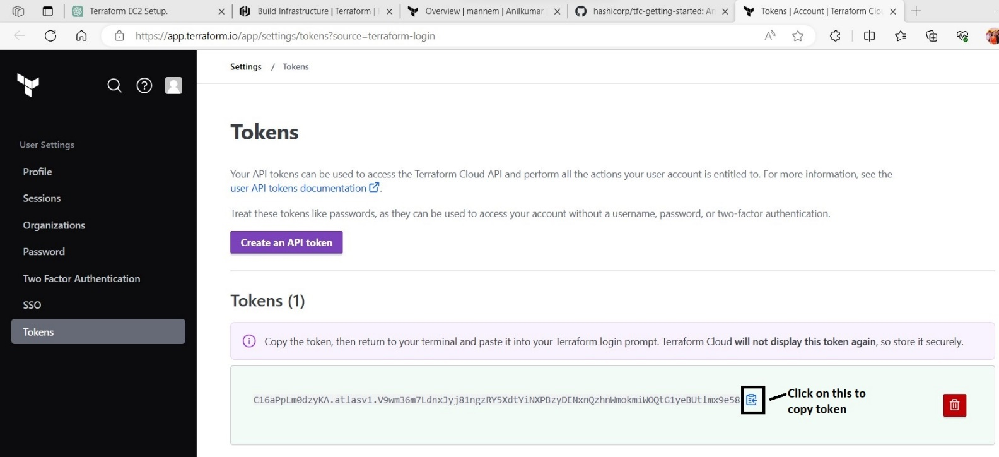 Terraform EC2 Setup.
Build Infrastructure | Terraform |
Overview | mannem | Anilkumar
hashicorp/tfc-getting-started: An
Tokens | Account | Terraform Clo
https://app.terraform.io/app/settings/tokens?source=terraform-login
Settings / Tokens
User Settings
Profile
Sessions
Organizations
Password
Two Factor Authentication
SSO
Tokens
Tokens
Your API tokens can be used to access the Terraform Cloud API and perform all the actions your user account is entitled to. For more information, see the
user API tokens documentation.
Treat these tokens like passwords, as they can be used to access your account without a username, password, or two-factor authentication.
Create an API token
Tokens (1)
Copy the token, then return to your terminal and paste it into your Terraform login prompt. Terraform Cloud will not display this token again, so store it securely.
C16aPpLm0dzyKA.atlasv1.V9wm36m7LdnxJyj81ngzRY5XdtYiNXPBzyDENxnQzhnWmokmiWOQtG1yeBUtlmx9e58
Click on this to
copy token